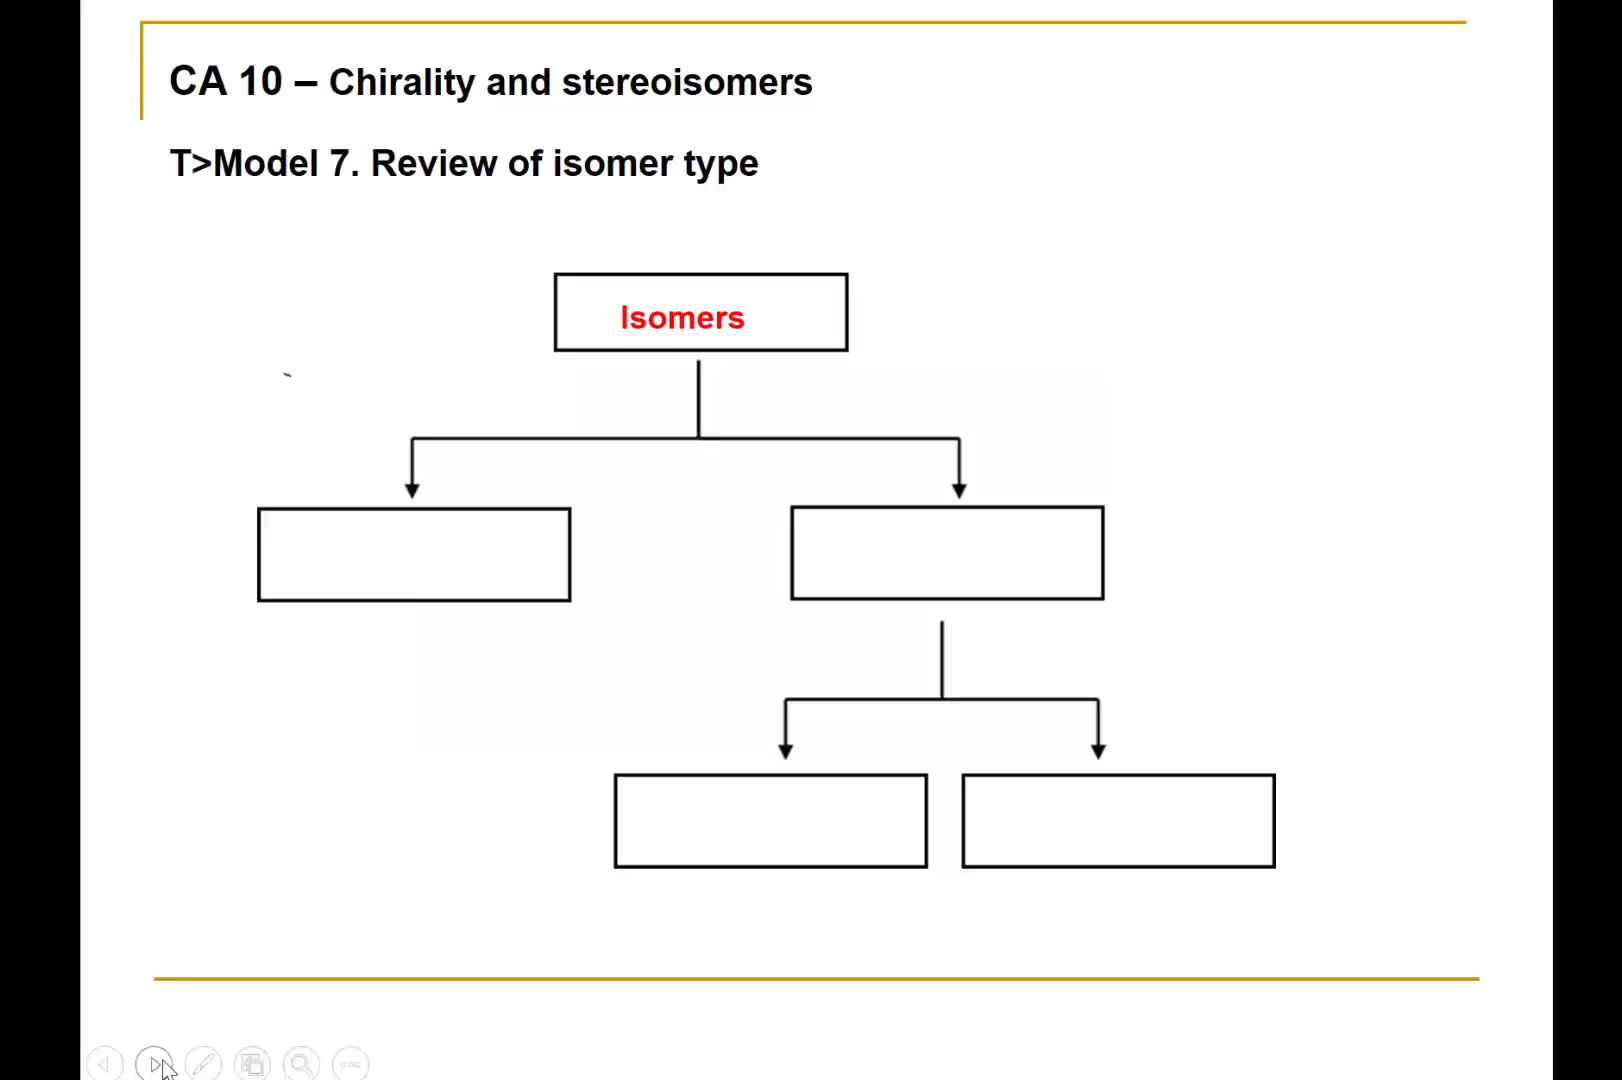 CA 10 – Chirality and stereoisomers
T>Model 7. Review of isomer type
Isomers